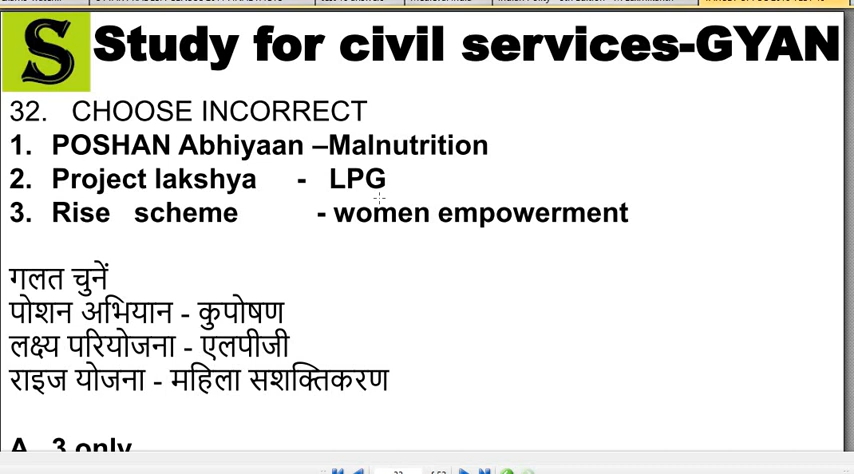 S Study for civil services-GYAN
32. CHOOSE INCORRECT
1. POSHAN Abhiyaan –Malnutrition
2. Project lakshya - LPG
3. Rise scheme - women empowerment
गलत चुनें
पोशन अभियान - कुपोषण
लक्ष्य परियोजना - एलपीजी
राइज योजना - महिला सशक्तिकरण
A. 3 only